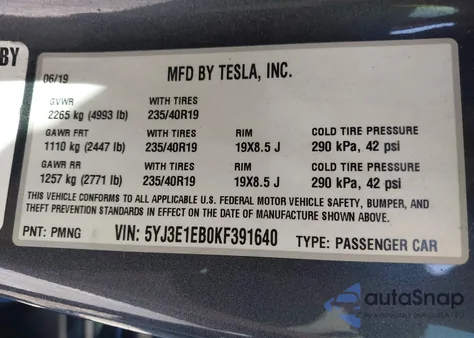 BY
06/19
MFD BY TESLA, INC.
GVWR WITH TIRES
2265 kg (4993 lb) 235/40R19
GAWR FRT WITH TIRES RIM COLD TIRE PRESSURE
1110 kg (2447 lb) 235/40R19 19X8.5 J 290 kPa, 42 psi
GAWR RR WITH TIRES RIM COLD TIRE PRESSURE
1257 kg (2771 lb) 235/40R19 19X8.5 J 290 kPa, 42 psi
THIS VEHICLE CONFORMS TO ALL APPLICABLE U.S. FEDERAL MOTOR VEHICLE SAFETY, BUMPER, AND
THEFT PREVENTION STANDARDS IN EFFECT ON THE DATE OF MANUFACTURE SHOWN ABOVE.
PNT: PMNG VIN: 5YJ3E1EB0KF391640 TYPE: PASSENGER CAR
autoSnap